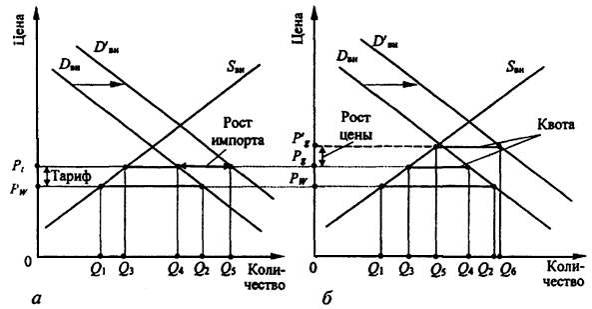 Цена
D'вн
Dвн
Sвн
Рост
импорта
Pt
Тариф
PW
0
Q1 Q3 Q4 Q2 Q5 Коли-
чество
а
Цена
D'вн
Dвн
Sвн
P'g
Рост
цены
Квота
Pg
PW
0
Q1 Q3 Q5 Q4 Q2 Q6 Коли-
чество
б